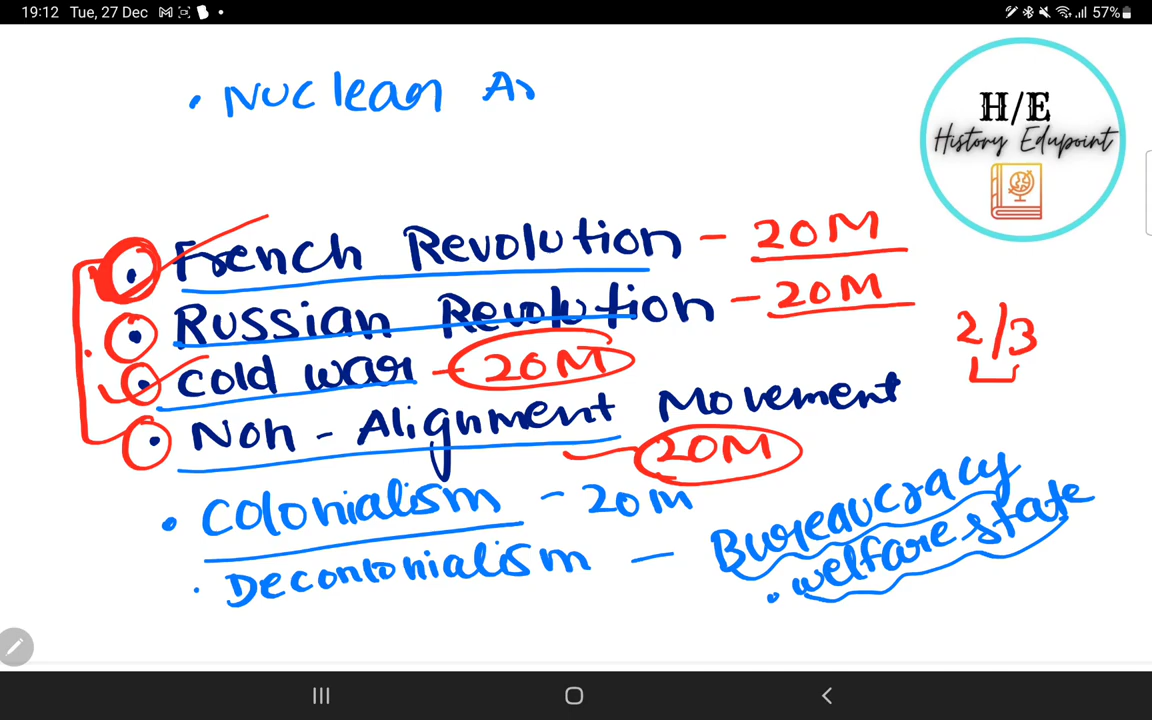 19:12 Tue, 27 Dec 57%
• Nuclear Ar
H/E
History Edupoint
• French Revolution - 20M
• Russian Revolution - 20M
2/3
• Cold war - 20M
• Non - Alignment Movement
- 20M
• Colonialism - 20m
• Decontonialism - Bureaucracy
• welfare state